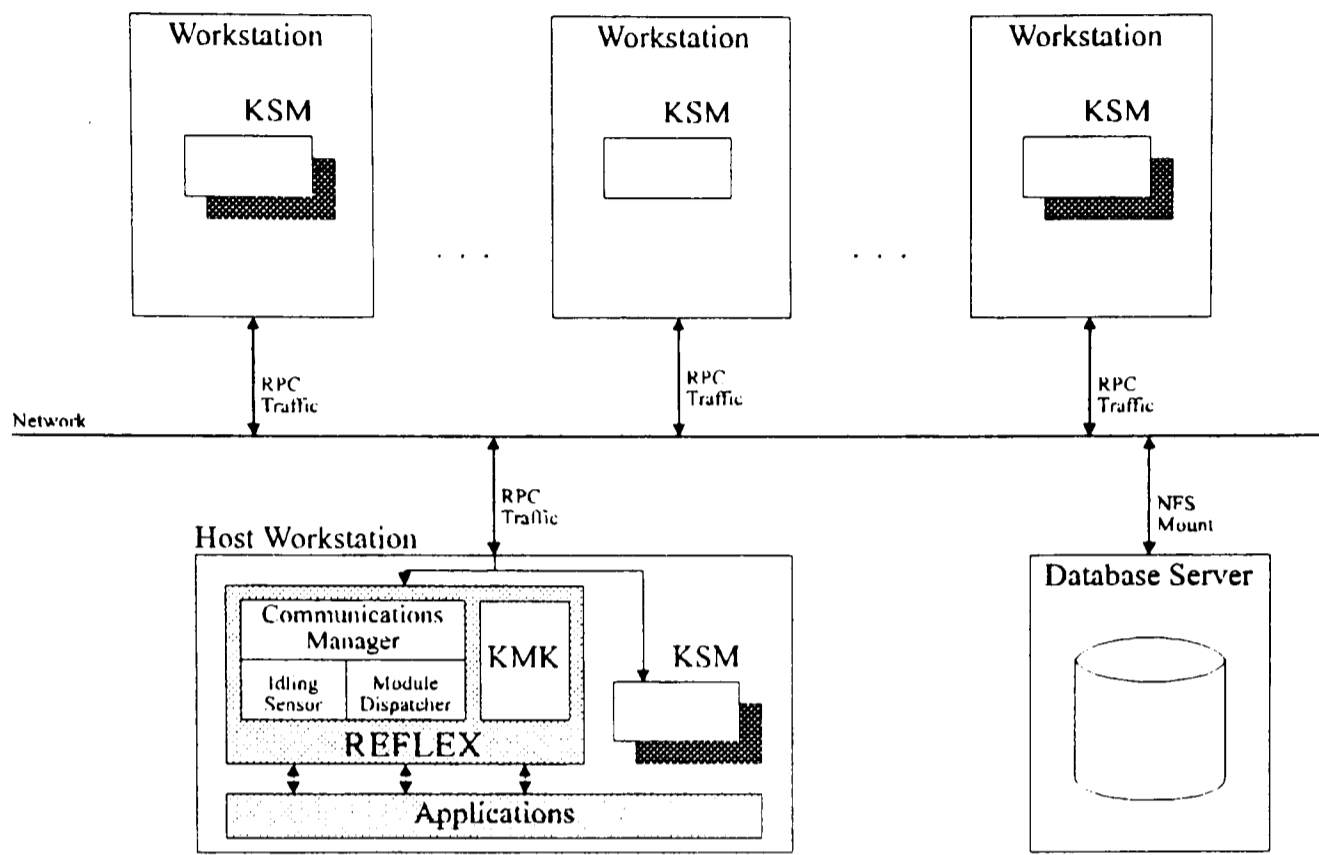 Workstation
KSM
Workstation
KSM
Workstation
KSM
. . .
. . .
RPC
Traffic
RPC
Traffic
RPC
Traffic
Network
RPC
Traffic
NFS
Mount
Host Workstation
Communications
Manager
Idling
Sensor
Module
Dispatcher
KMK
REFLEX
KSM
Applications
Database Server